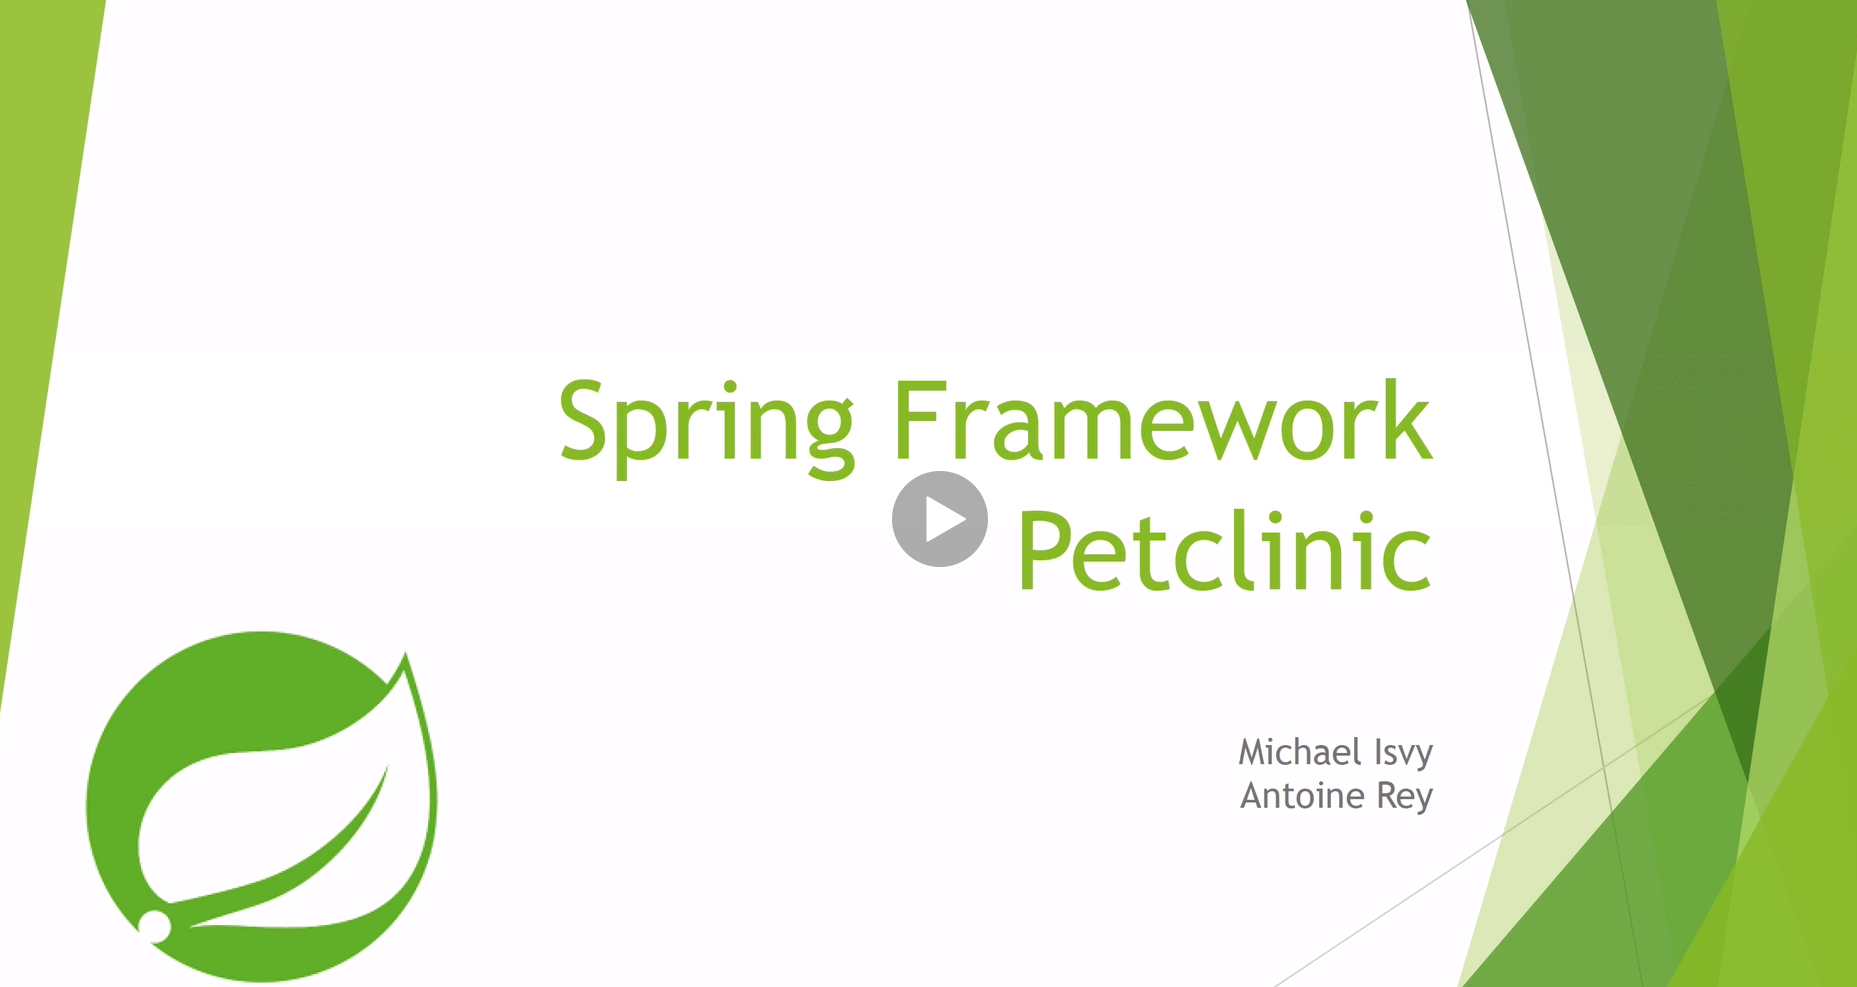 Spring Framework
Petclinic
Michael Isvy
Antoine Rey